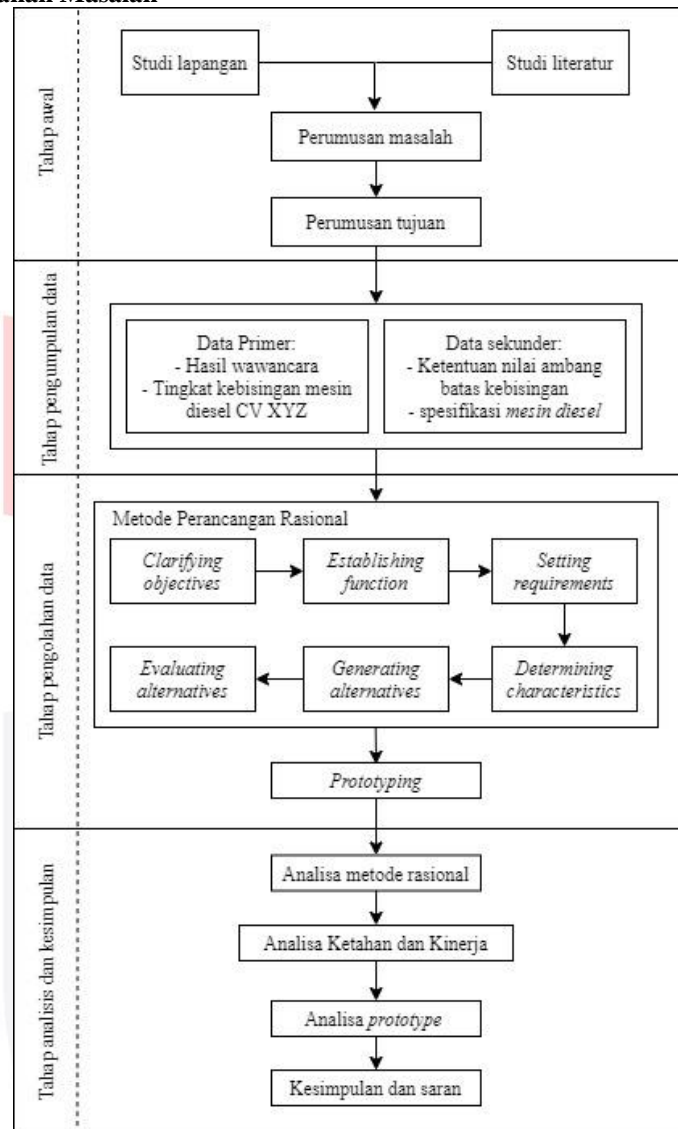 Masalah
Tahap awal
Studi lapangan
Studi literatur
Perumusan masalah
Perumusan tujuan
Tahap pengumpulan data
Data Primer:
- Hasil wawancara
- Tingkat kebisingan mesin
diesel CV XYZ
Data sekunder:
- Ketentuan nilai ambang
batas kebisingan
- spesifikasi mesin diesel
Tahap pengolahan data
Metode Perancangan Rasional
Clarifying
objectives
Establishing
function
Setting
requirements
Determining
characteristics
Generating
alternatives
Evaluating
alternatives
Prototyping
Tahap analisis dan kesimpulan
Analisa metode rasional
Analisa Ketahan dan Kinerja
Analisa prototype
Kesimpulan dan saran